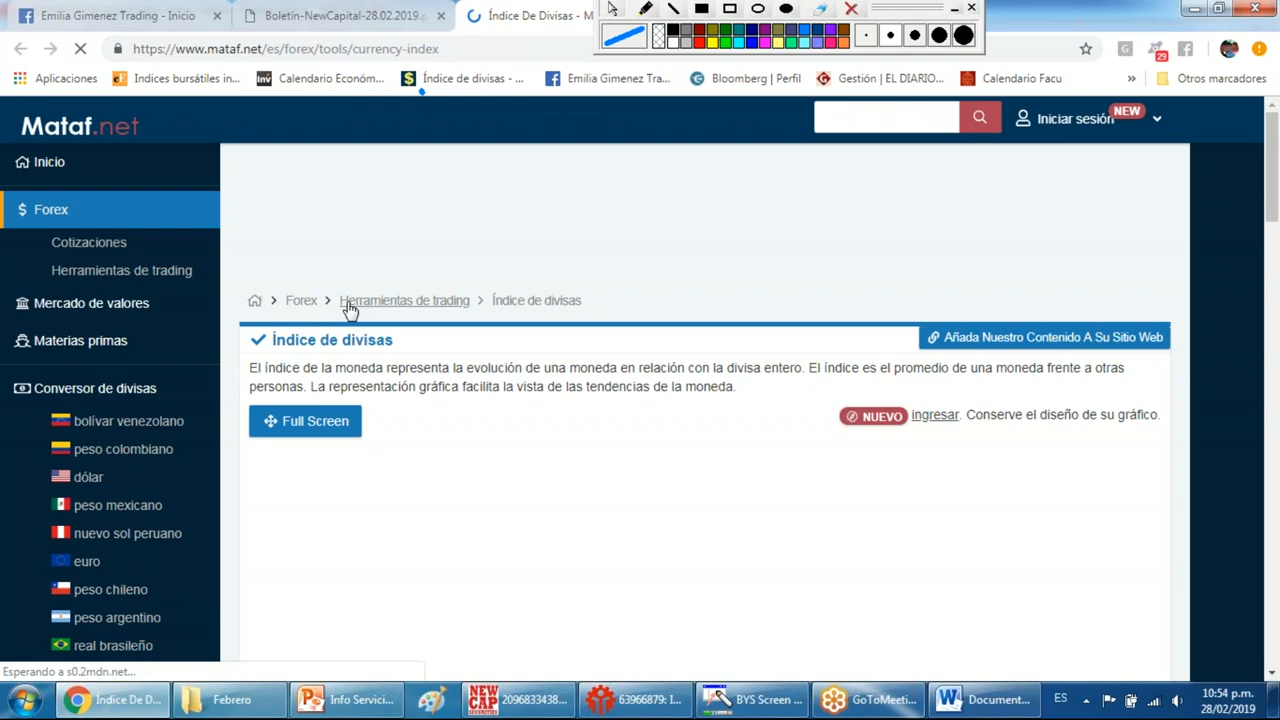 Emilia Gimenez Trading - Inicio
Boletin-NewCapital-28.02.2019.
Índice De Divisas - M
https://www.mataf.net/es/forex/tools/currency-index
29
Aplicaciones
Indices bursátiles in...
Calendario Económ...
Índice de divisas - ...
Emilia Gimenez Tra...
Bloomberg | Perfil
Gestión | EL DIARIO...
Calendario Facu
»
Otros marcadores
Mataf.net
Iniciar sesión
NEW
Inicio
Forex
Cotizaciones
Herramientas de trading
Mercado de valores
Materias primas
Conversor de divisas
bolívar venezolano
peso colombiano
dólar
peso mexicano
nuevo sol peruano
euro
peso chileno
peso argentino
real brasileño
Forex > Herramientas de trading > Índice de divisas
Índice de divisas
Añada Nuestro Contenido A Su Sitio Web
El índice de la moneda representa la evolución de una moneda en relación con la divisa entero. El índice es el promedio de una moneda frente a otras
personas. La representación gráfica facilita la vista de las tendencias de la moneda.
Full Screen
NUEVO ingresar. Conserve el diseño de su gráfico.
Esperando a s0.2mdn.net...
Índice De D...
Febrero
Info Servici...
NEW CAP
2096833438...
63966879: I...
BYS Screen ...
GoToMeeti...
Document...
ES
10:54 p.m.
28/02/2019